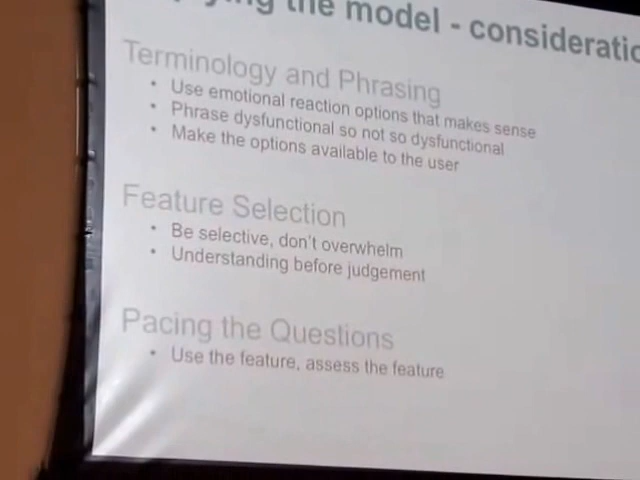 the model - consideratio
Terminology and Phrasing
• Use emotional reaction options that makes sense
• Phrase dysfunctional so not so dysfunctional
• Make the options available to the user
Feature Selection
• Be selective, don't overwhelm
• Understanding before judgement
Pacing the Questions
• Use the feature, assess the feature